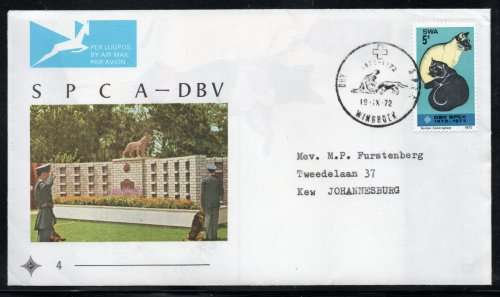 PER LUGPOS
BY AIR MAIL
PAR AVION
S P C A — DBV
SWA
5c
DBV SPCA
1972
19·IX·72
WINDHOEK
Mev. M.P. Furstenberg
Tweedelaan 37
Kew JOHANNESBURG
4